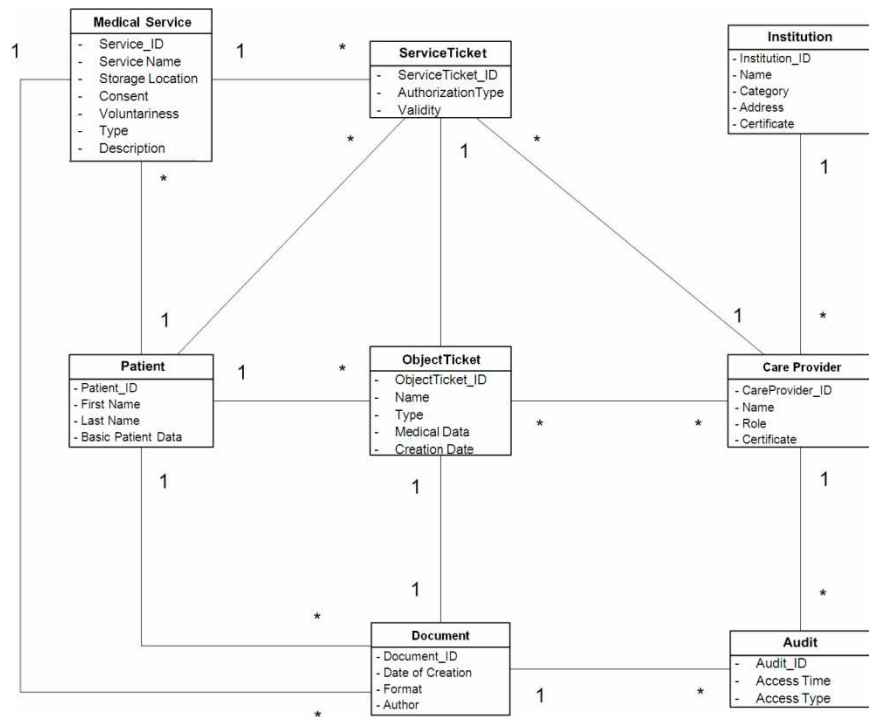 Medical Service
- Service_ID
- Service Name
- Storage Location
- Consent
- Voluntariness
- Type
- Description
1
1
*
ServiceTicket
- ServiceTicket_ID
- AuthorizationType
- Validity
Institution
- Institution_ID
- Name
- Category
- Address
- Certificate
*
*
1
*
1
1
1
*
Patient
- Patient_ID
- First Name
- Last Name
- Basic Patient Data
1
*
ObjectTicket
- ObjectTicket_ID
- Name
- Type
- Medical Data
- Creation Date
*
*
Care Provider
- CareProvider_ID
- Name
- Role
- Certificate
1
1
1
*
1
*
Document
- Document_ID
- Date of Creation
- Format
- Author
*
1
*
Audit
- Audit_ID
- Access Time
- Access Type